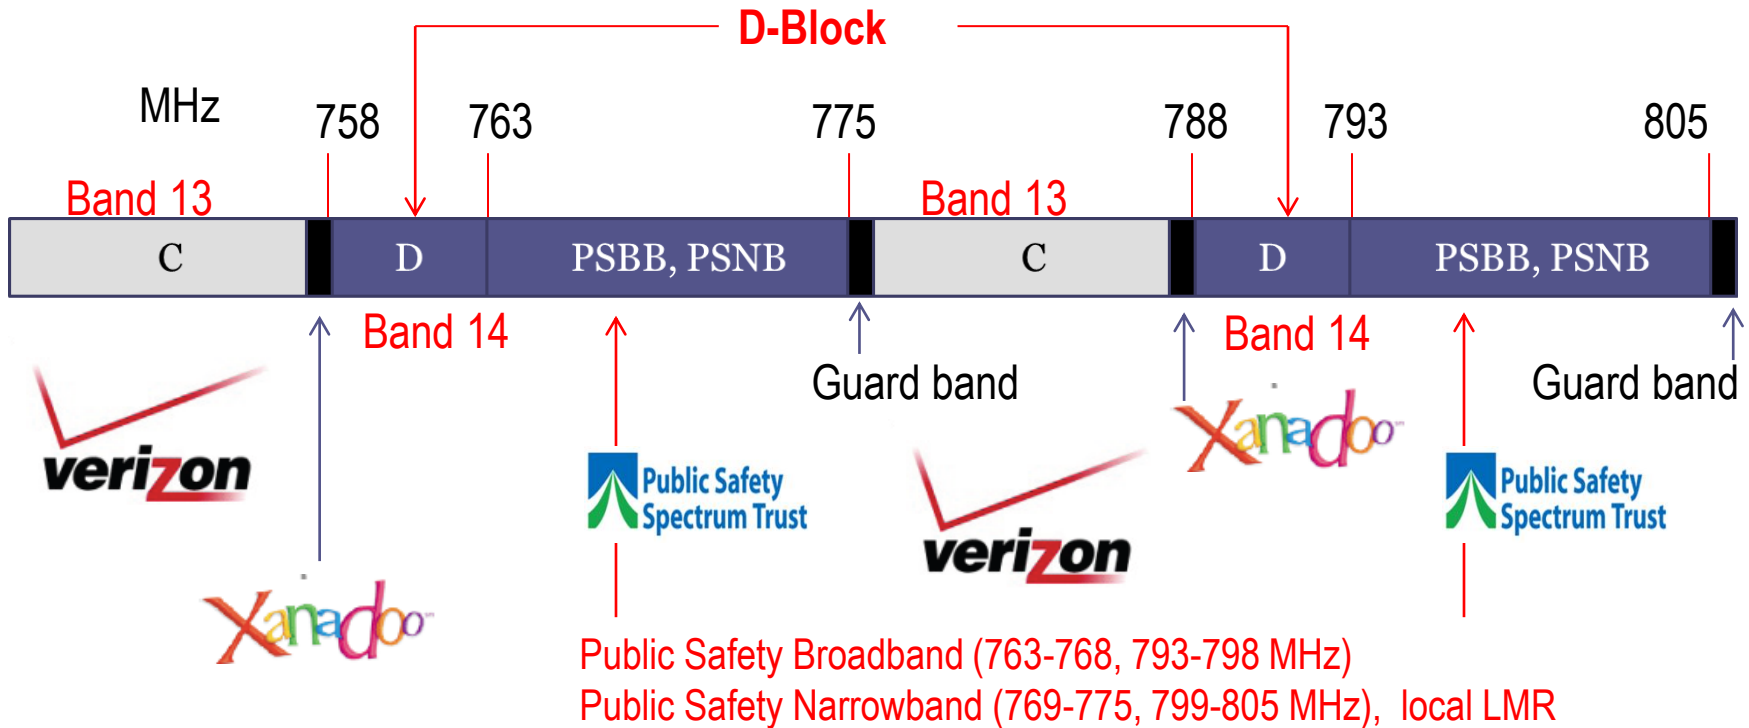 D-Block
MHz 758 763 775 788 793 805
Band 13 Band 13
C D PSBB, PSNB C D PSBB, PSNB
Band 14 Band 14
Guard band Guard band
verizon Xanadoo
Public Safety Spectrum Trust
verizon
Public Safety Spectrum Trust
Xanadoo
Public Safety Broadband (763-768, 793-798 MHz)
Public Safety Narrowband (769-775, 799-805 MHz), local LMR